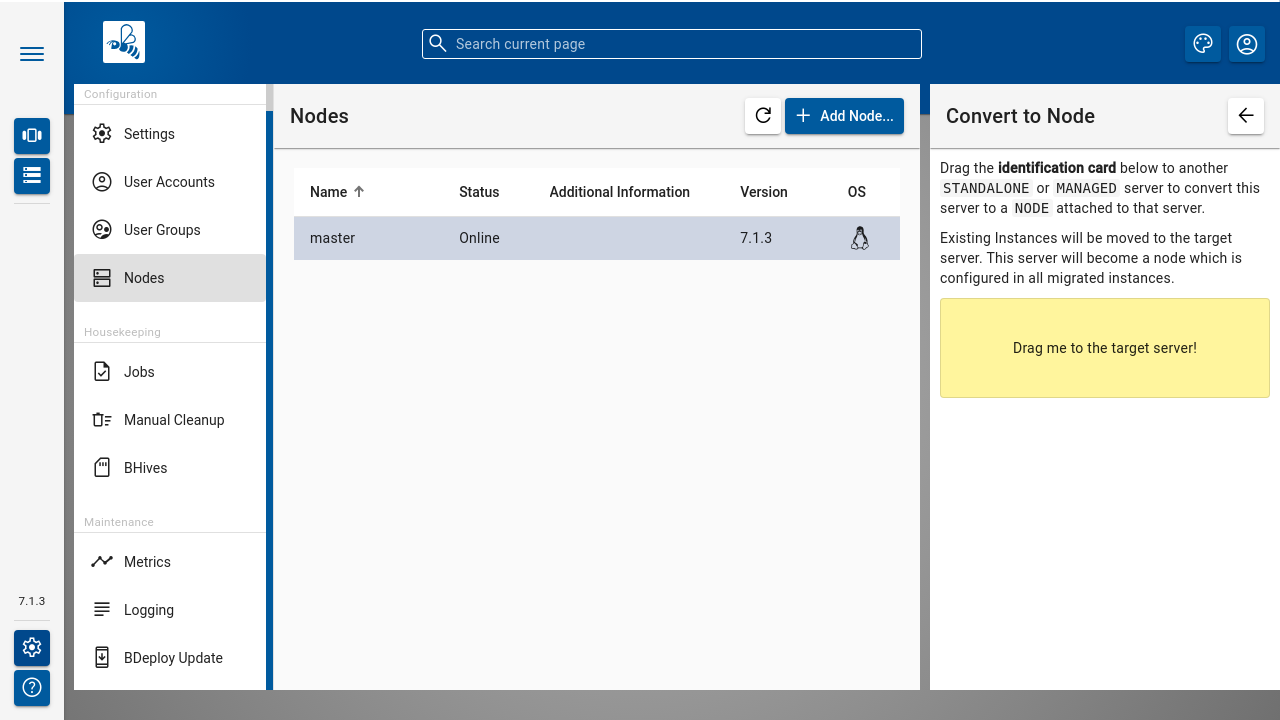 Search current page
Configuration
Settings
User Accounts
User Groups
Nodes
Housekeeping
Jobs
Manual Cleanup
BHives
Maintenance
Metrics
Logging
BDeploy Update
7.1.3
Nodes
Add Node...
Name Status Additional Information Version OS
master Online 7.1.3
Convert to Node
Drag the identification card below to another
STANDALONE or MANAGED server to convert this
server to a NODE attached to that server.
Existing Instances will be moved to the target
server. This server will become a node which is
configured in all migrated instances.
Drag me to the target server!